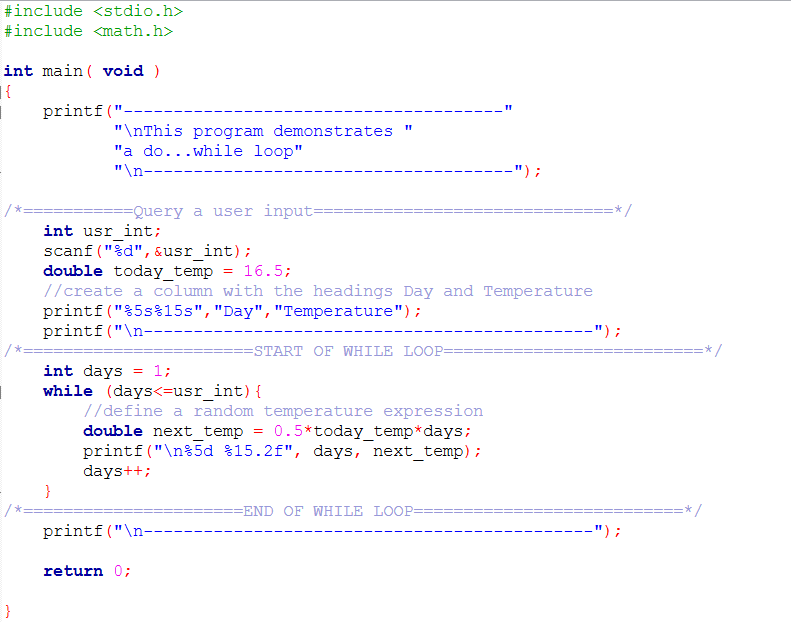 #include <stdio.h>
#include <math.h>
int main( void )
{
printf("--------------------------------------"
"\nThis program demonstrates "
"a do...while loop"
"\n-------------------------------------");
/*===========Query a user input==============================*/
int usr_int;
scanf("%d",&usr_int);
double today_temp = 16.5;
//create a column with the headings Day and Temperature
printf("%5s%15s","Day","Temperature");
printf("\n---------------------------------------------");
/*=======================START OF WHILE LOOP==========================*/
int days = 1;
while (days<=usr_int){
//define a random temperature expression
double next_temp = 0.5*today_temp*days;
printf("\n%5d %15.2f", days, next_temp);
days++;
}
/*======================END OF WHILE LOOP===========================*/
printf("\n---------------------------------------------");
return 0;
}